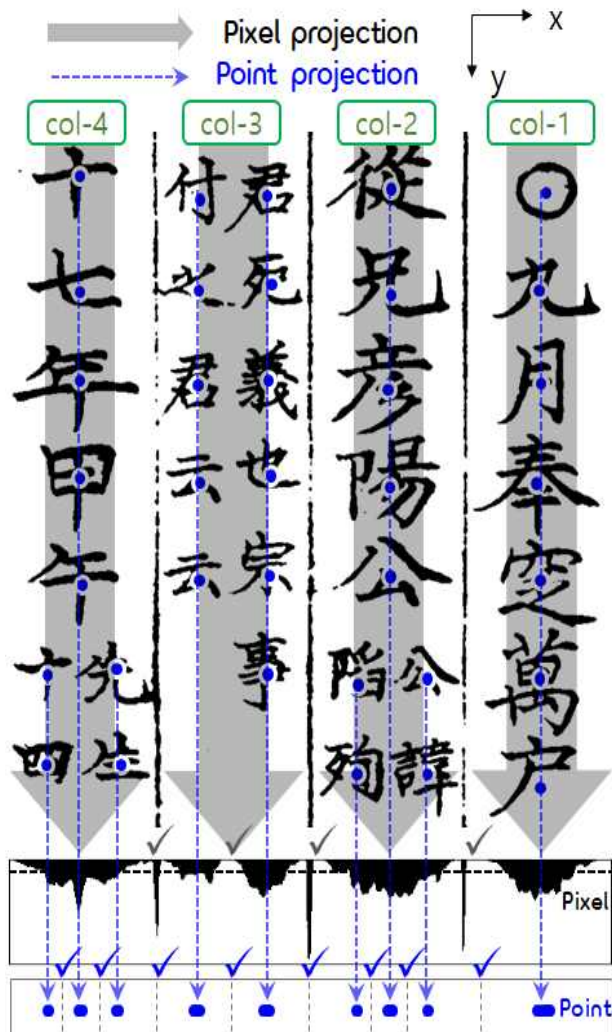 Pixel projection
x
Point projection
y
col-4 col-3 col-2 col-1
〇九月奉窆萬户
從兄彦陽公
公諱
陷殉
君死義也宗事
付之君云云
十七年甲午
先生
十四
Pixel
Point